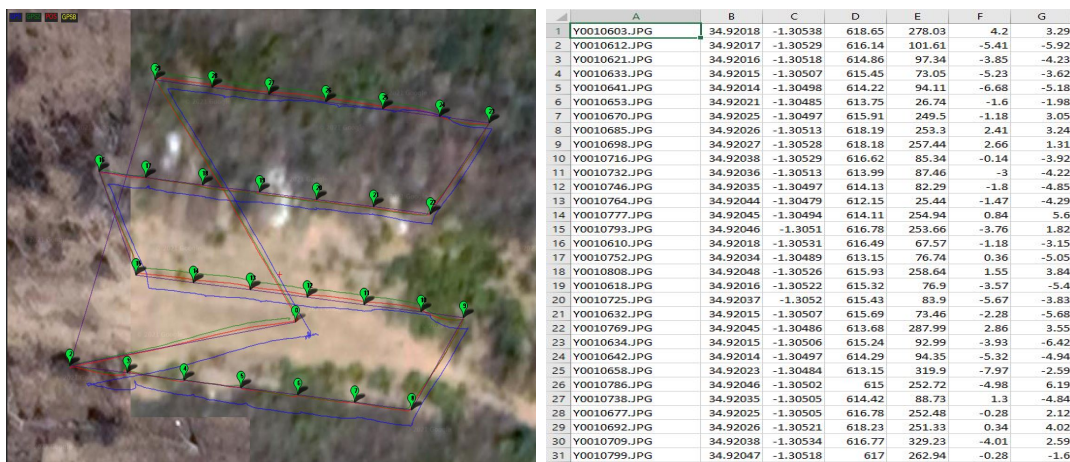 GPSB
A B C D E F G
1 Y0010603.JPG 34.92018 -1.30538 618.65 278.03 4.2 3.29
2 Y0010612.JPG 34.92017 -1.30529 616.14 101.61 -5.41 -5.92
3 Y0010621.JPG 34.92016 -1.30518 614.86 97.34 -3.85 -4.23
4 Y0010633.JPG 34.92015 -1.30507 615.45 73.05 -5.23 -3.62
5 Y0010641.JPG 34.92014 -1.30498 614.22 94.11 -6.68 -5.18
6 Y0010653.JPG 34.92021 -1.30485 613.75 26.74 -1.6 -1.98
7 Y0010670.JPG 34.92025 -1.30497 615.91 249.5 -1.18 3.05
8 Y0010685.JPG 34.92026 -1.30513 618.19 253.3 2.41 3.24
9 Y0010698.JPG 34.92027 -1.30528 618.18 257.44 2.66 1.31
10 Y0010716.JPG 34.92038 -1.30529 616.62 85.34 -0.14 -3.92
11 Y0010732.JPG 34.92036 -1.30513 613.99 87.46 -3 -4.22
12 Y0010746.JPG 34.92036 -1.30497 614.13 82.29 -1.8 -4.85
13 Y0010764.JPG 34.92044 -1.30479 612.15 25.44 -1.47 -4.29
14 Y0010777.JPG 34.92045 -1.30494 614.11 254.94 0.84 5.6
15 Y0010793.JPG 34.92046 -1.3051 616.78 253.66 -3.76 1.82
16 Y0010610.JPG 34.92018 -1.30531 616.49 67.57 -1.18 -3.15
17 Y0010752.JPG 34.92034 -1.30489 613.15 76.74 0.36 -5.05
18 Y0010808.JPG 34.92048 -1.30526 615.93 258.64 1.55 3.84
19 Y0010618.JPG 34.92016 -1.30522 615.32 76.9 -3.57 -5.4
20 Y0010725.JPG 34.92037 -1.3052 615.43 83.9 -5.67 -3.83
21 Y0010632.JPG 34.92015 -1.30507 615.69 73.46 -2.28 -5.68
22 Y0010769.JPG 34.92045 -1.30486 613.68 287.99 2.86 3.55
23 Y0010634.JPG 34.92015 -1.30506 615.24 92.99 -3.93 -6.42
24 Y0010642.JPG 34.92014 -1.30497 614.29 94.35 -5.32 -4.94
25 Y0010658.JPG 34.92023 -1.30484 613.15 319.9 -7.97 -2.59
26 Y0010786.JPG 34.92046 -1.30502 615 252.72 -4.98 6.19
27 Y0010738.JPG 34.92035 -1.30505 614.42 88.73 1.3 -4.84
28 Y0010677.JPG 34.92025 -1.30505 616.78 252.48 -0.28 2.12
29 Y0010692.JPG 34.92026 -1.30521 618.23 251.33 0.34 4.02
30 Y0010709.JPG 34.92038 -1.30534 616.77 329.23 -4.01 2.59
31 Y0010799.JPG 34.92047 -1.30518 617 262.94 -0.28 -1.6